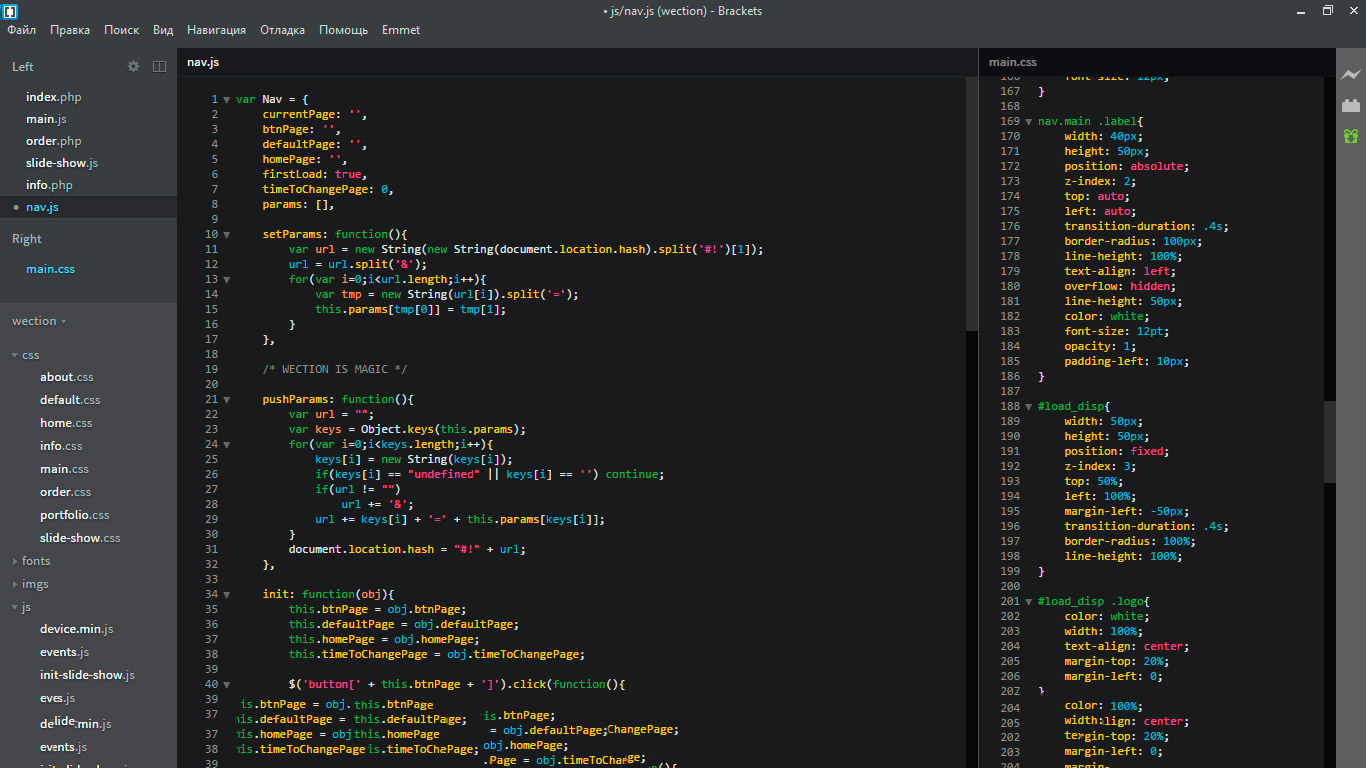 • js/nav.js (wection) - Brackets
Файл Правка Поиск Вид Навигация Отладка Помощь Emmet
Left
index.php
main.js
order.php
slide-show.js
info.php
• nav.js
Right
main.css
wection
css
about.css
default.css
home.css
info.css
main.css
order.css
portfolio.css
slide-show.css
fonts
imgs
js
device.min.js
events.js
init-slide-show.js
eves.js
min.js
events.js
nav.js
1 var Nav = {
2 currentPage: '',
3 btnPage: '',
4 defaultPage: '',
5 homePage: '',
6 firstLoad: true,
7 timeToChangePage: 0,
8 params: [],
9
10 setParams: function(){
11 var url = new String(new String(document.location.hash).split('#!')[1]);
12 url = url.split('&');
13 for(var i=0;i<url.length;i++){
14 var tmp = new String(url[i]).split('=');
15 this.params[tmp[0]] = tmp[1];
16 }
17 },
18
19 /* WECTION IS MAGIC */
20
21 pushParams: function(){
22 var url = "";
23 var keys = Object.keys(this.params);
24 for(var i=0;i<keys.length;i++){
25 keys[i] = new String(keys[i]);
26 if(keys[i] == "undefined" || keys[i] == '') continue;
27 if(url != "")
28 url += '&';
29 url += keys[i] + '=' + this.params[keys[i]];
30 }
31 document.location.hash = "#!" + url;
32 },
33
34 init: function(obj){
35 this.btnPage = obj.btnPage;
36 this.defaultPage = obj.defaultPage;
37 this.homePage = obj.homePage;
38 this.timeToChangePage = obj.timeToChangePage;
39
40 $('button[' + this.btnPage + ']').click(function(){
39 is.btnPage = obj.this.btnPage
37 is.defaultPage = this.defaultPage; is.btnPage;
= obj.defaultPage;ChangePage;
37 is.homePage = objthis.homePage
obj.homePage;
38 is.timeToChangePage is.timeToChePage;
39 .Page = obj.timeToChange;
main.css
166 font-size: 12px;
167 }
168
169 nav.main .label{
170 width: 40px;
171 height: 50px;
172 position: absolute;
173 z-index: 2;
174 top: auto;
175 left: auto;
176 transition-duration: .4s;
177 border-radius: 100px;
178 line-height: 100%;
179 text-align: left;
180 overflow: hidden;
181 line-height: 50px;
182 color: white;
183 font-size: 12pt;
184 opacity: 1;
185 padding-left: 10px;
186 }
187
188 #load_disp{
189 width: 50px;
190 height: 50px;
191 position: fixed;
192 z-index: 3;
193 top: 50%;
194 left: 100%;
195 margin-left: -50px;
196 transition-duration: .4s;
197 border-radius: 100%;
198 line-height: 100%;
199 }
200
201 #load_disp .logo{
202 color: white;
203 width: 100%;
204 text-align: center;
205 margin-top: 20%;
206 margin-left: 0;
207 }
204 color: 100%;
205 width:lign: center;
202 tergin-top: 20%;
203 margin-left: 0;
204